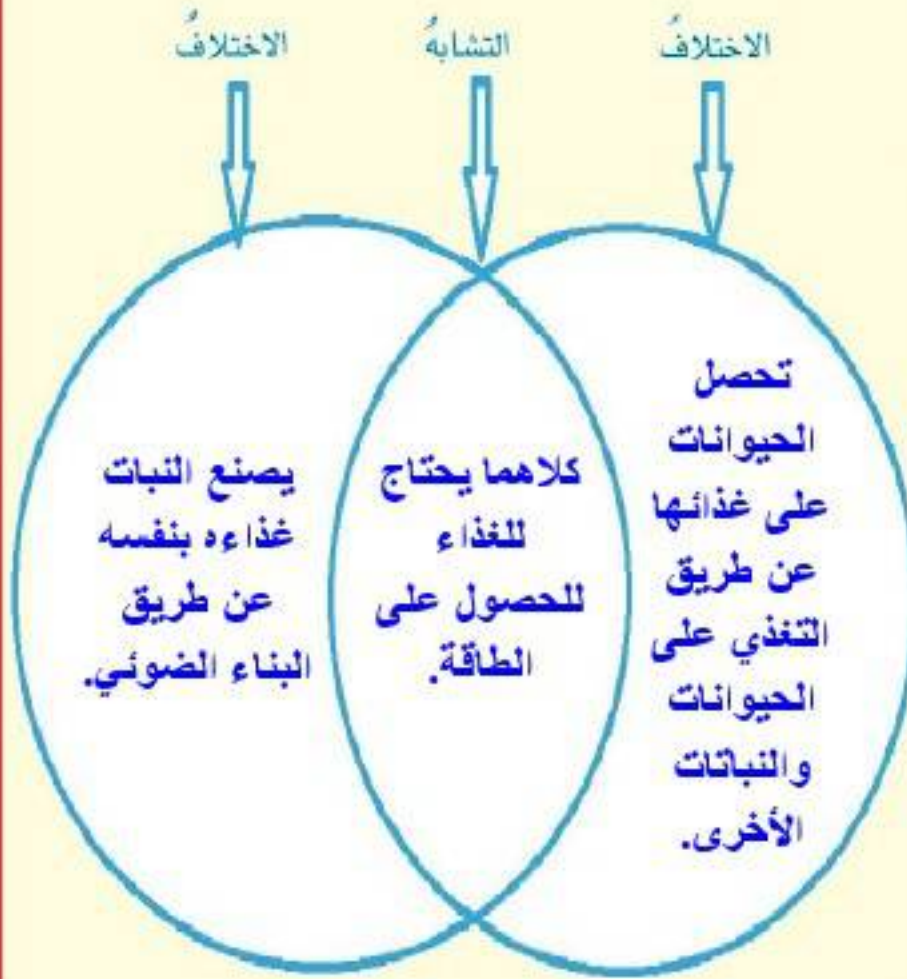 الاختلافُ
التشابهُ
الاختلافُ
تحصل
الحيوانات
على غذائها
عن طريق
التغذي على
الحيوانات
والنباتات
الأخرى.
كلاهما يحتاج
للغذاء
للحصول على
الطاقة.
يصنع النبات
غذاءه بنفسه
عن طريق
البناء الضوئي.